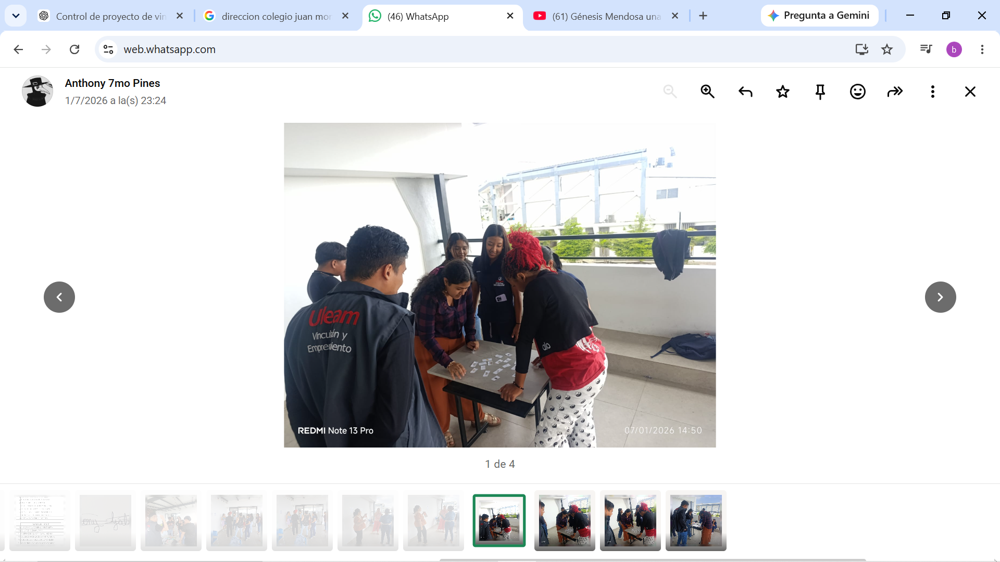 Control de proyecto de vin
direccion colegio juan mor
(46) WhatsApp
(61) Génesis Mendosa una
Pregunta a Gemini
web.whatsapp.com
b
Anthony 7mo Pines
1/7/2026 a la(s) 23:24
Uleam
Vinculación y
Emprendimiento
alo
REDMI Note 13 Pro
07/01/2026 14:50
1 de 4